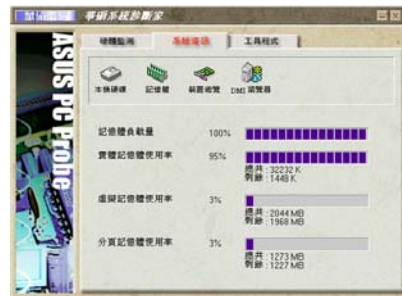 華碩系統診斷家
ASUS PC Probe
硬體監測 系統資訊 工具程式
本機硬碟 記憶體 裝置總覽 DMI 瀏覽器
記憶體負載量 100%
實體記憶體使用率 95%
總共 : 32232 K
剩餘 : 1448 K
虛擬記憶體使用率 3%
總共 : 2044 MB
剩餘 : 1968 MB
分頁記憶體使用率 3%
總共 : 1273 MB
剩餘 : 1227 MB